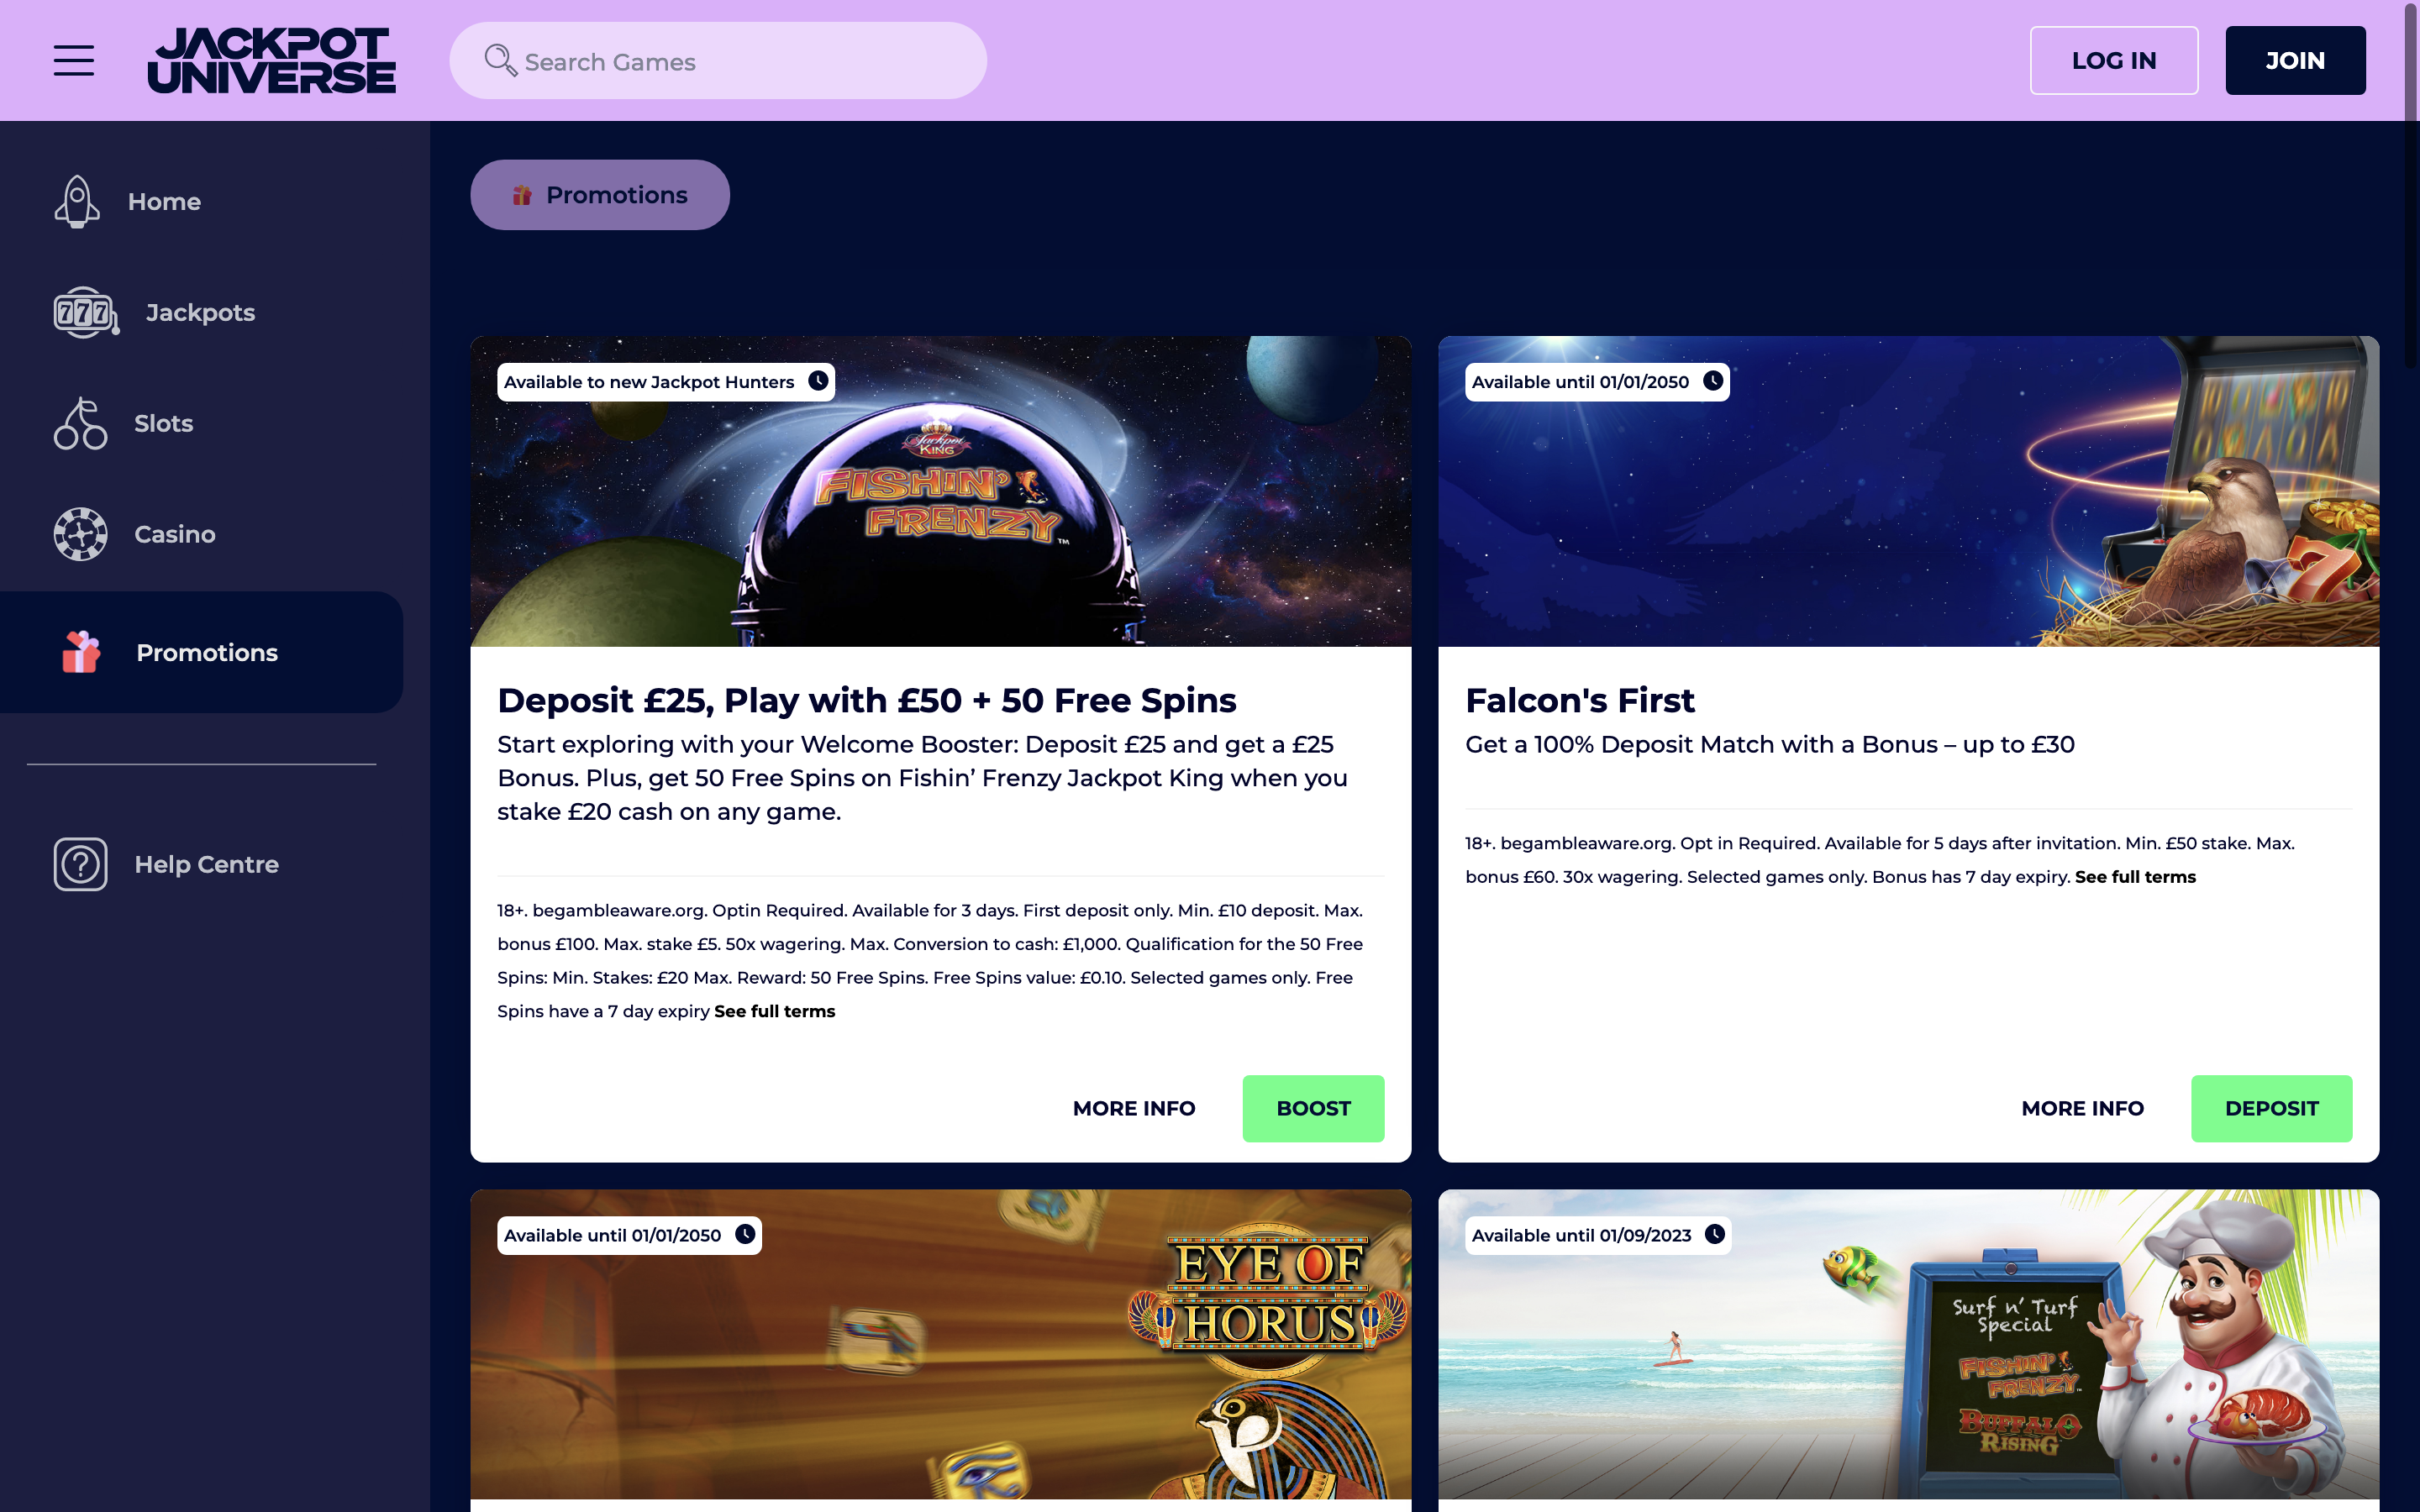 JACKPOT
UNIVERSE
Search Games
LOG IN
JOIN
Home
Jackpots
Slots
Casino
Promotions
Help Centre
Promotions
Available to new Jackpot Hunters
Jackpot
KING
FISHIN'
FRENZY™
Deposit £25, Play with £50 + 50 Free Spins
Start exploring with your Welcome Booster: Deposit £25 and get a £25
Bonus. Plus, get 50 Free Spins on Fishin’ Frenzy Jackpot King when you
stake £20 cash on any game.
18+. begambleaware.org. Optin Required. Available for 3 days. First deposit only. Min. £10 deposit. Max.
bonus £100. Max. stake £5. 50x wagering. Max. Conversion to cash: £1,000. Qualification for the 50 Free
Spins: Min. Stakes: £20 Max. Reward: 50 Free Spins. Free Spins value: £0.10. Selected games only. Free
Spins have a 7 day expiry See full terms
MORE INFO
BOOST
Available until 01/01/2050
Falcon's First
Get a 100% Deposit Match with a Bonus – up to £30
18+. begambleaware.org. Opt in Required. Available for 5 days after invitation. Min. £50 stake. Max.
bonus £60. 30x wagering. Selected games only. Bonus has 7 day expiry. See full terms
MORE INFO
DEPOSIT
Available until 01/01/2050
EYE OF
HORUS
Available until 01/09/2023
Surf n' Turf
Special
FISHIN'
FRENZY
BUFFALO
RISING